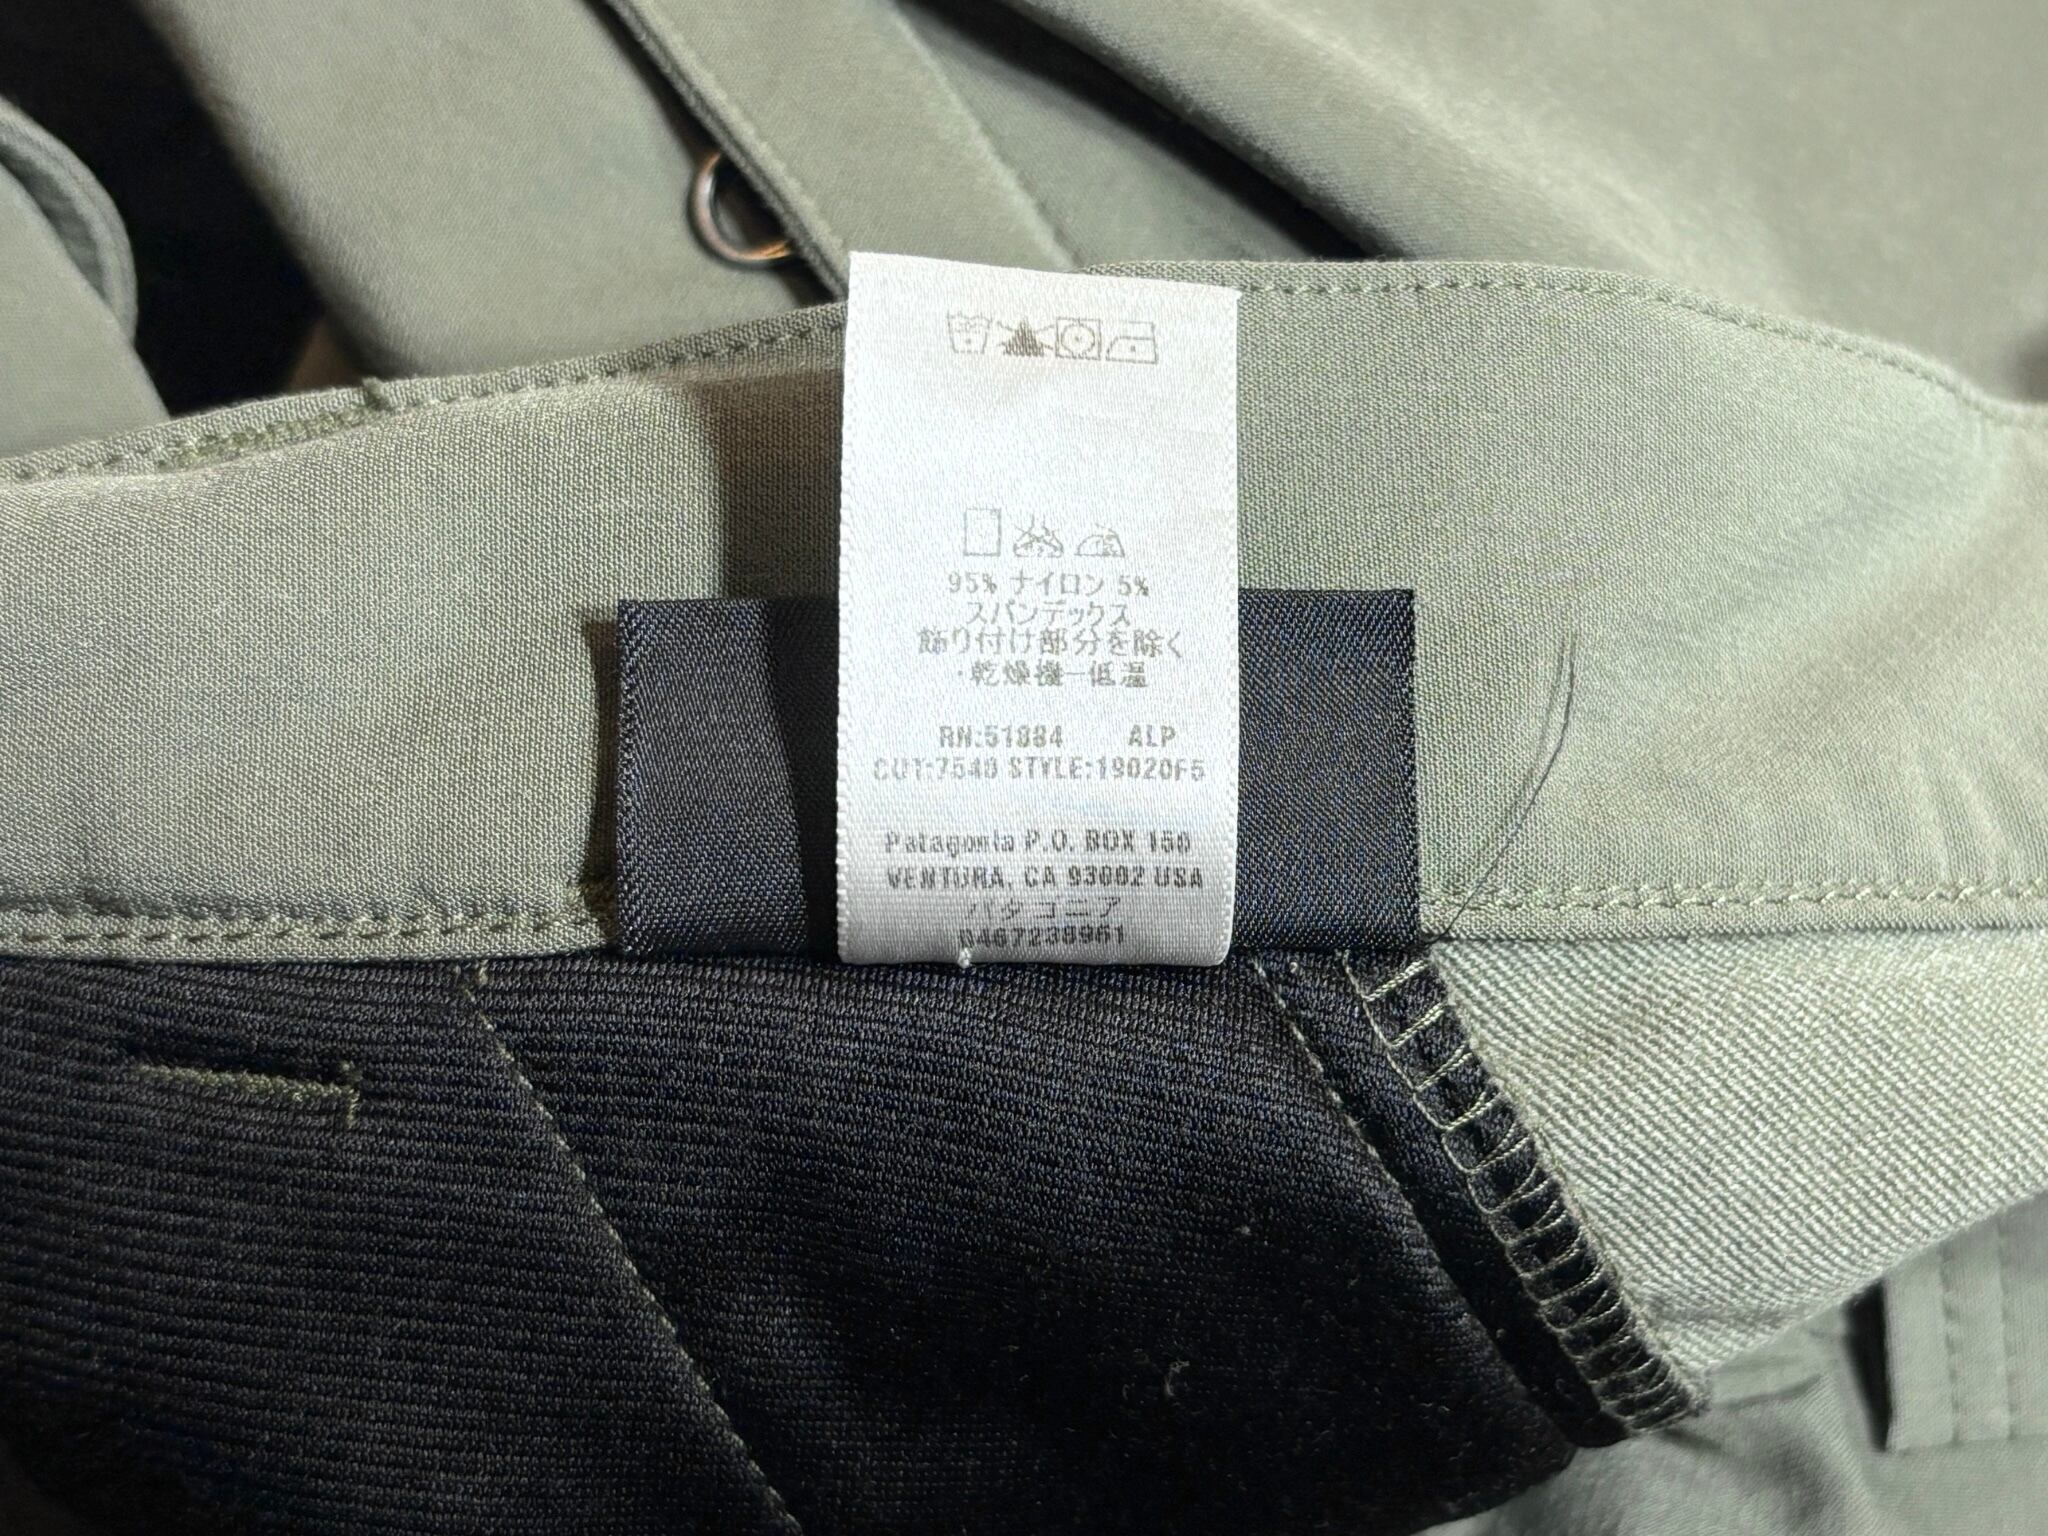 95% ナイロン 5%
スパンデックス
飾り付け部分を除く
・乾燥機一低温
RN:51884 ALP
CUT:7540 STYLE:19020F5
Patagonia P.O. BOX 150
VENTURA, CA 93002 USA
パタゴニア
0467238961